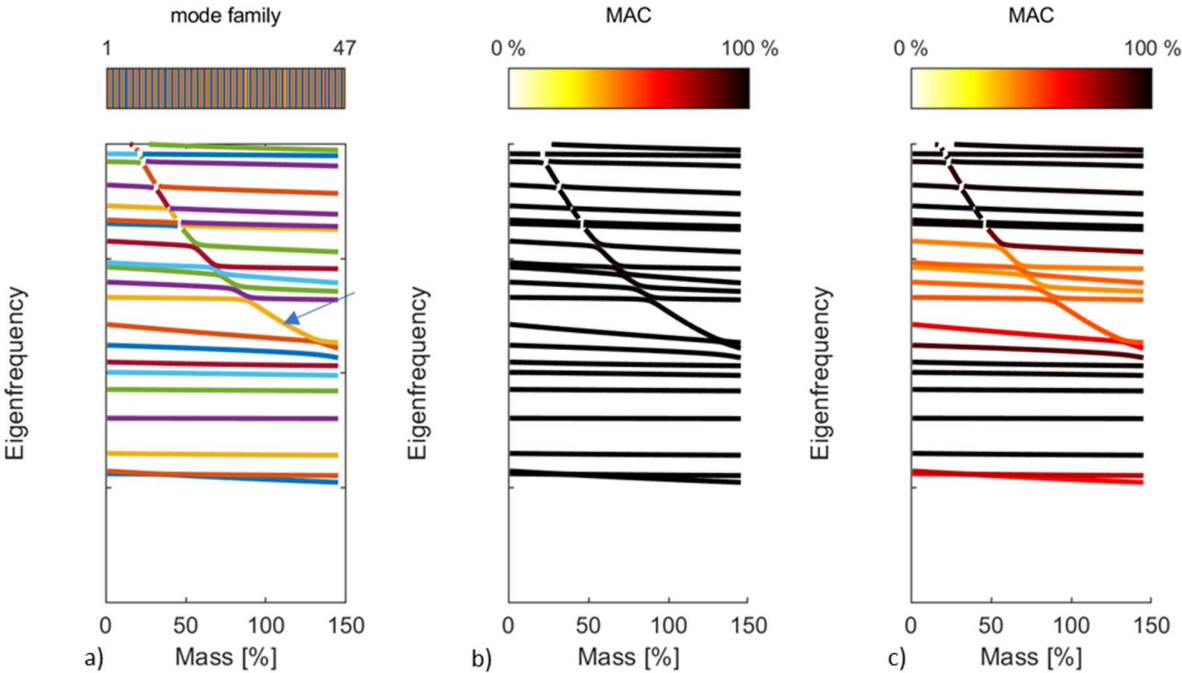 mode family
1 47
Eigenfrequency
0 50 100 150
Mass [%]
a)
MAC
0 % 100 %
Eigenfrequency
0 50 100 150
Mass [%]
b)
MAC
0 % 100 %
Eigenfrequency
0 50 100 150
Mass [%]
c)